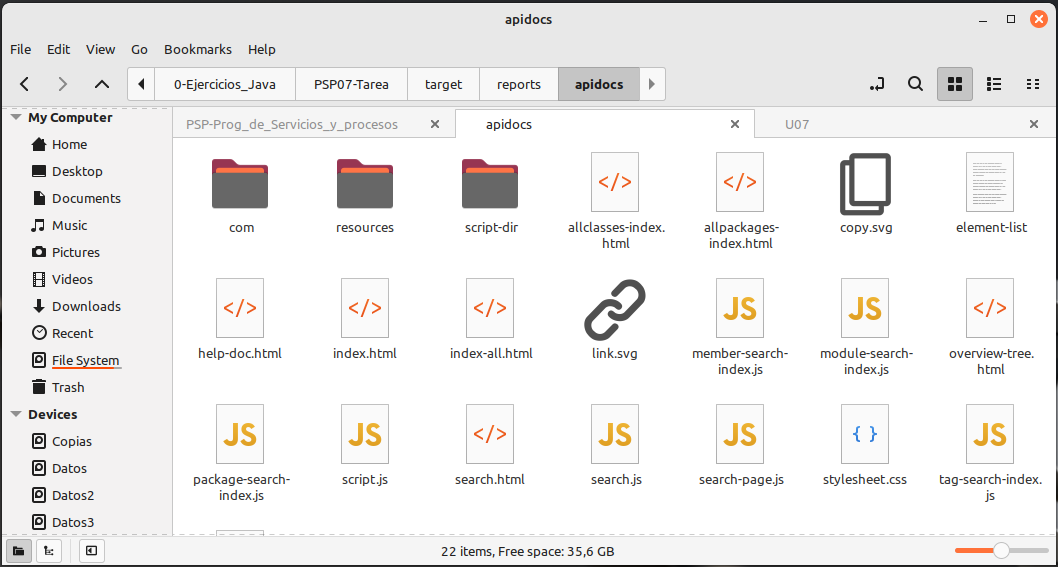 apidocs
File Edit View Go Bookmarks Help
0-Ejercicios_Java PSP07-Tarea target reports apidocs
My Computer
Home
Desktop
Documents
Music
Pictures
Videos
Downloads
Recent
File System
Trash
Devices
Copias
Datos
Datos2
Datos3
PSP-Prog_de_Servicios_y_procesos apidocs U07
com resources script-dir allclasses-index. allpackages- copy.svg element-list
html index.html
help-doc.html index.html index-all.html link.svg member-search- module-search- overview-tree.
index.js index.js html
JS JS
package-search- script.js search.html search.js search-page.js stylesheet.css tag-search-index.
index.js js
JS JS JS JS { } JS
22 items, Free space: 35,6 GB